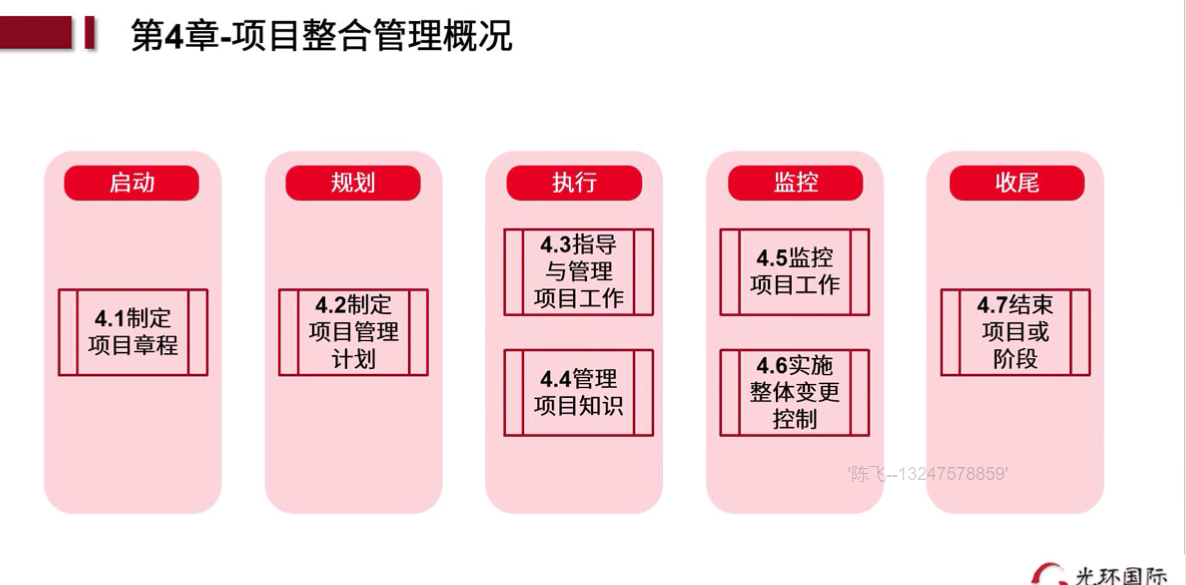 第4章-项目整合管理概况
启动
4.1制定
项目章程
规划
4.2制定
项目管理
计划
执行
4.3指导
与管理
项目工作
4.4管理
项目知识
监控
4.5监控
项目工作
4.6实施
整体变更
控制
收尾
4.7结束
项目或
阶段
'陈飞--13247578859'
光环国际